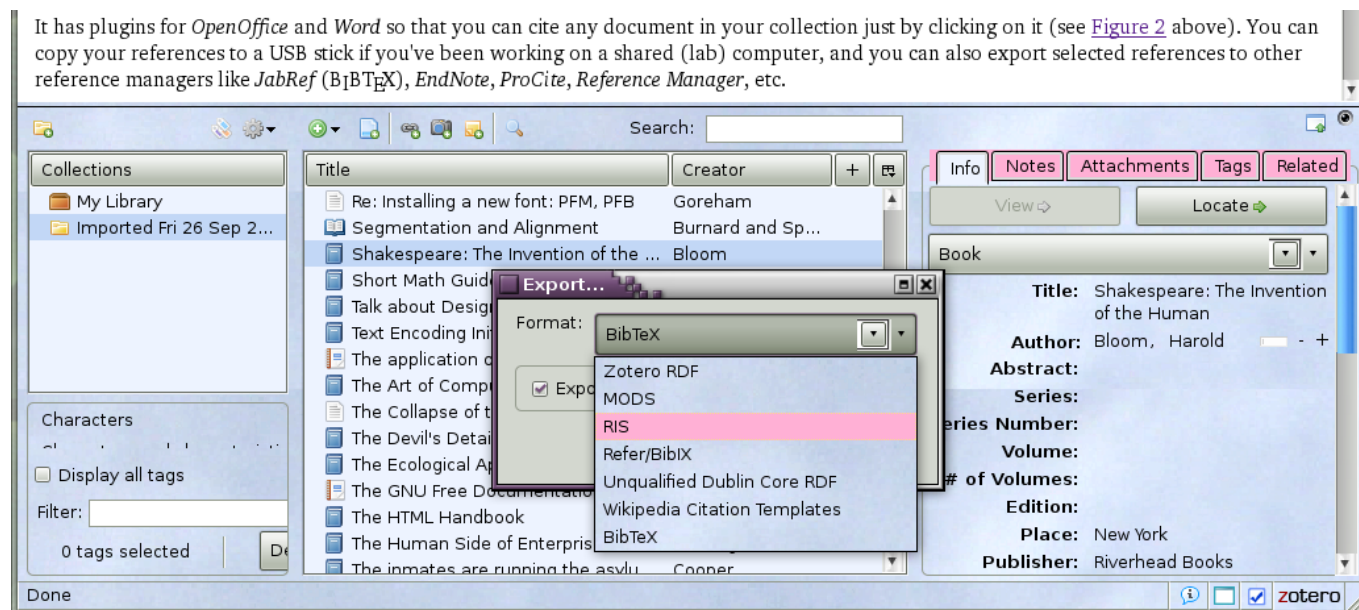 It has plugins for OpenOffice and Word so that you can cite any document in your collection just by clicking on it (see Figure 2 above). You can
copy your references to a USB stick if you've been working on a shared (lab) computer, and you can also export selected references to other
reference managers like JabRef (BIBTEX), EndNote, ProCite, Reference Manager, etc.
Search:
Collections
My Library
Imported Fri 26 Sep 2...
Characters
Display all tags
Filter:
0 tags selected
De
Title Creator +
Re: Installing a new font: PFM, PFB Goreham
Segmentation and Alignment Burnard and Sp...
Shakespeare: The Invention of the ... Bloom
Short Math Guid
Talk about Desig
Text Encoding Ini
The application o
The Art of Compu
The Collapse of t
The Devil's Detai
The Ecological Ap
The GNU Free Documentatio
The HTML Handbook
The Human Side of Enterpris
The inmates are running the asylu Cooper
Export...
Format: BibTeX
Expo
Zotero RDF
MODS
RIS
Refer/BibIX
Unqualified Dublin Core RDF
Wikipedia Citation Templates
BibTeX
Info Notes Attachments Tags Related
View Locate
Book
Title: Shakespeare: The Invention
of the Human
Author: Bloom, Harold - +
Abstract:
Series:
eries Number:
Volume:
# of Volumes:
Edition:
Place: New York
Publisher: Riverhead Books
Done
zotero